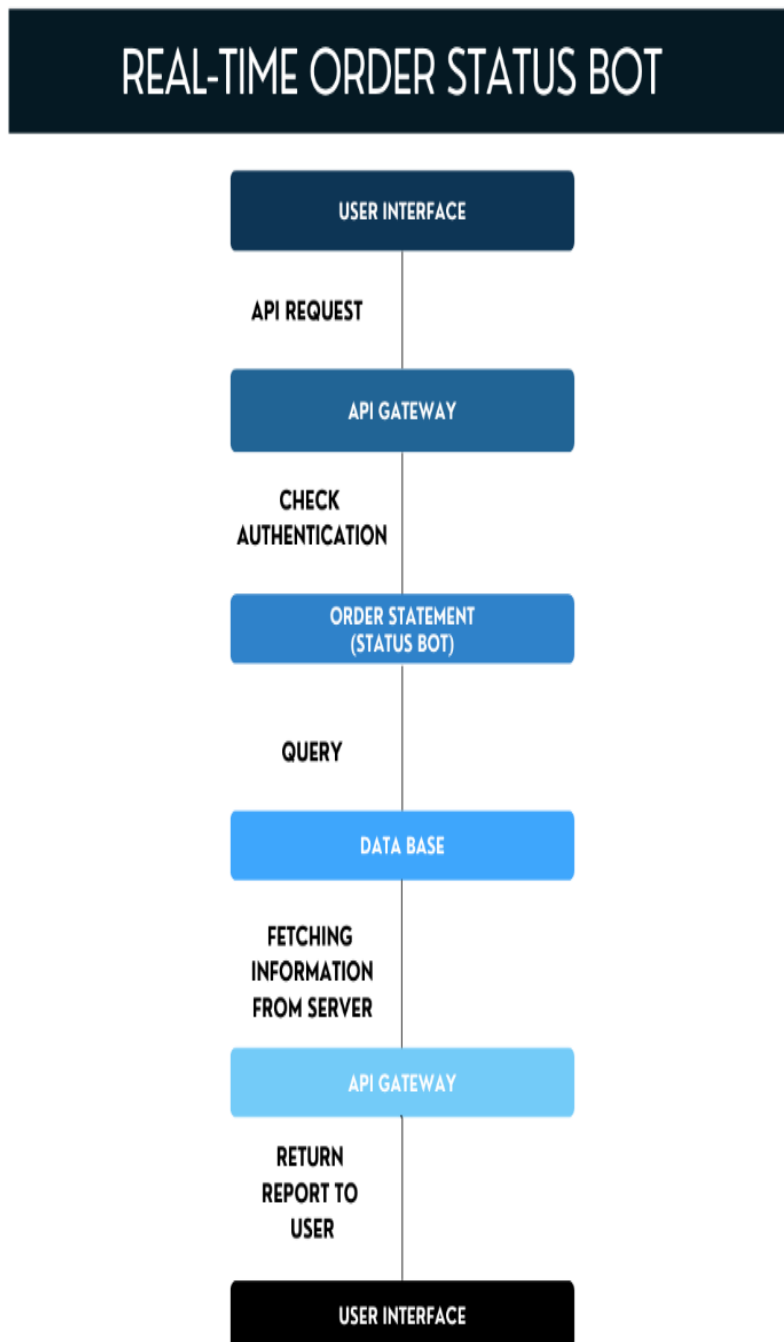 REAL-TIME ORDER STATUS BOT
USER INTERFACE
API REQUEST
API GATEWAY
CHECK
AUTHENTICATION
ORDER STATEMENT
(STATUS BOT)
QUERY
DATA BASE
FETCHING
INFORMATION
FROM SERVER
API GATEWAY
RETURN
REPORT TO
USER
USER INTERFACE